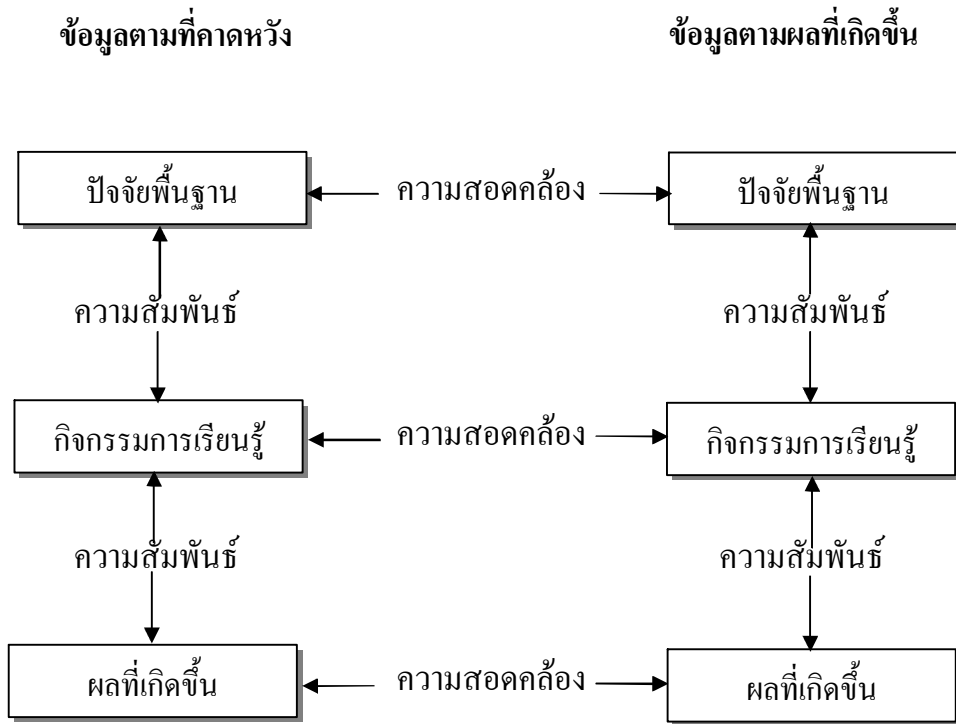 ข้อมูลตามที่คาดหวัง
ข้อมูลตามผลที่เกิดขึ้น
ปัจจัยพื้นฐาน
ความสอดคล้อง
ปัจจัยพื้นฐาน
ความสัมพันธ์
ความสัมพันธ์
กิจกรรมการเรียนรู้
ความสอดคล้อง
กิจกรรมการเรียนรู้
ความสัมพันธ์
ความสัมพันธ์
ผลที่เกิดขึ้น
ความสอดคล้อง
ผลที่เกิดขึ้น